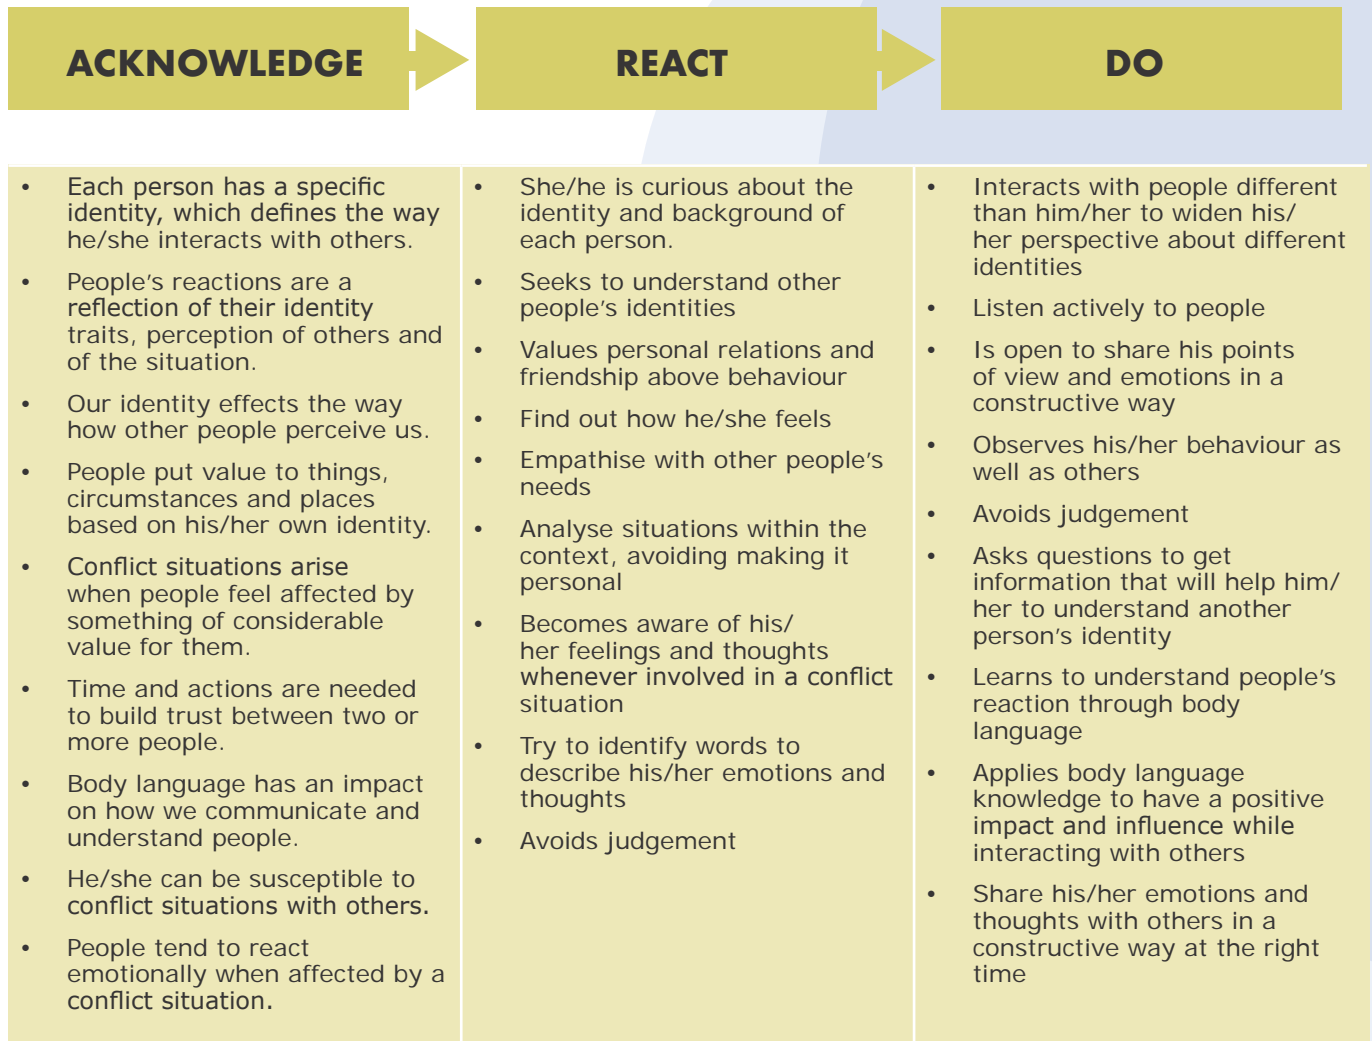 ACKNOWLEDGE
REACT
DO
• Each person has a specific
identity, which defines the way
he/she interacts with others.
• People's reactions are a
reflection of their identity
traits, perception of others and
of the situation.
• Our identity effects the way
how other people perceive us.
• People put value to things,
circumstances and places
based on his/her own identity.
• Conflict situations arise
when people feel affected by
something of considerable
value for them.
• Time and actions are needed
to build trust between two or
more people.
• Body language has an impact
on how we communicate and
understand people.
• He/she can be susceptible to
conflict situations with others.
• People tend to react
emotionally when affected by a
conflict situation.
• She/he is curious about the
identity and background of
each person.
• Seeks to understand other
people's identities
• Values personal relations and
friendship above behaviour
• Find out how he/she feels
• Empathise with other people's
needs
• Analyse situations within the
context, avoiding making it
personal
• Becomes aware of his/
her feelings and thoughts
whenever involved in a conflict
situation
• Try to identify words to
describe his/her emotions and
thoughts
• Avoids judgement
• Interacts with people different
than him/her to widen his/
her perspective about different
identities
• Listen actively to people
• Is open to share his points
of view and emotions in a
constructive way
• Observes his/her behaviour as
well as others
• Avoids judgement
• Asks questions to get
information that will help him/
her to understand another
person's identity
• Learns to understand people's
reaction through body
language
• Applies body language
knowledge to have a positive
impact and influence while
interacting with others
• Share his/her emotions and
thoughts with others in a
constructive way at the right
time